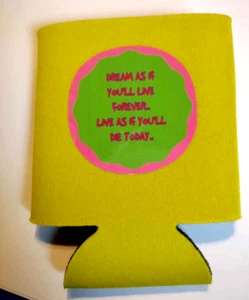 DREAM AS IF
YOU'LL LIVE
FOREVER..
LIVE AS IF YOU'LL
DIE TODAY..